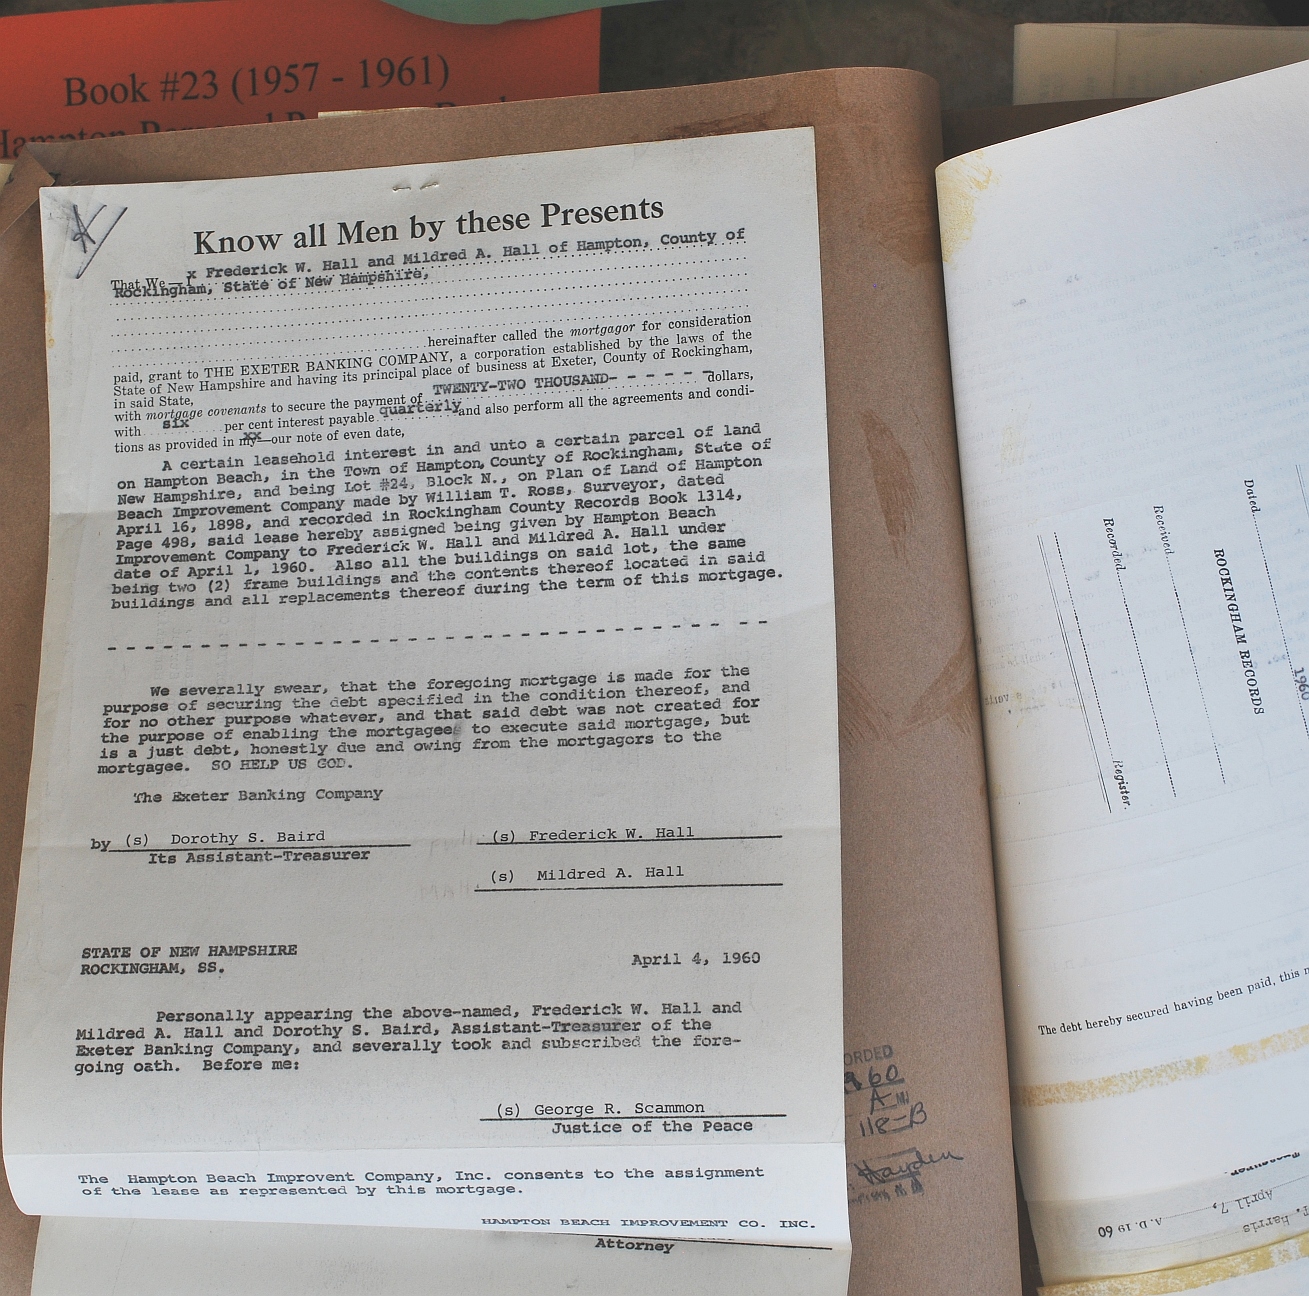 Book #23 (1957 - 1961)
Know all Men by these Presents
That We—I x Frederick W. Hall and Mildred A. Hall of Hampton, County of
Rockingham, State of New Hampshire,
hereinafter called the mortgagor for consideration
paid, grant to THE EXETER BANKING COMPANY, a corporation established by the laws of the
State of New Hampshire and having its principal place of business at Exeter, County of Rockingham,
in said State,
with mortgage covenants to secure the payment of TWENTY-TWO THOUSAND- - - - - - dollars,
with six per cent interest payable quarterly and also perform all the agreements and condi-
tions as provided in my—our note of even date,
A certain leasehold interest in and unto a certain parcel of land
on Hampton Beach, in the Town of Hampton, County of Rockingham, State of
New Hampshire, and being Lot #24, Block N., on Plan of Land of Hampton
Beach Improvement Company made by William T. Ross, Surveyor, dated
April 16, 1898, and recorded in Rockingham County Records Book 1314,
Page 498, said lease hereby assigned being given by Hampton Beach
Improvement Company to Frederick W. Hall and Mildred A. Hall under
date of April 1, 1960. Also all the buildings on said lot, the same
being two (2) frame buildings and the contents thereof located in said
buildings and all replacements thereof during the term of this mortgage.
We severally swear, that the foregoing mortgage is made for the
purpose of securing the debt specified in the condition thereof, and
for no other purpose whatever, and that said debt was not created for
the purpose of enabling the mortgagees to execute said mortgage, but
is a just debt, honestly due and owing from the mortgagors to the
mortgagee. SO HELP US GOD.
The Exeter Banking Company
by (s) Dorothy S. Baird (s) Frederick W. Hall
Its Assistant-Treasurer
(s) Mildred A. Hall
STATE OF NEW HAMPSHIRE
ROCKINGHAM, SS. April 4, 1960
Personally appearing the above-named, Frederick W. Hall and
Mildred A. Hall and Dorothy S. Baird, Assistant-Treasurer of the
Exeter Banking Company, and severally took and subscribed the fore-
going oath. Before me:
(s) George R. Scammon
Justice of the Peace
The Hampton Beach Improvent Company, Inc. consents to the assignment
of the lease as represented by this mortgage.
HAMPTON BEACH IMPROVEMENT CO. INC.
Attorney
ORDED
960
A M
118-B
Hayden
Dated
1960
ROCKINGHAM RECORDS
Received
Recorded
Register.
The debt hereby secured having been paid, this
April 7, A. D. 19 60
T. Harris
Treasurer